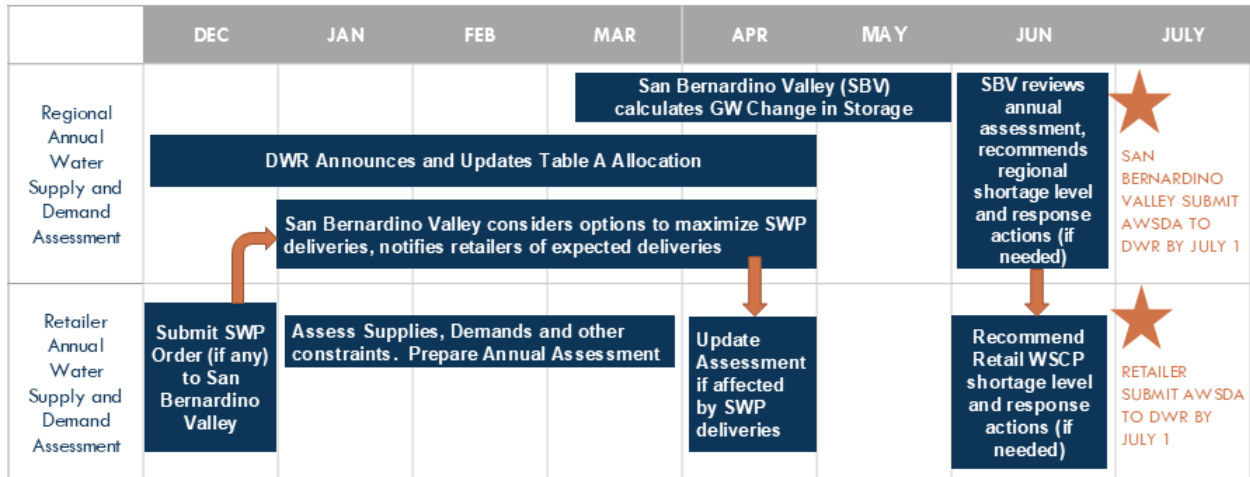 DEC JAN FEB MAR APR MAY JUN JULY
Regional
Annual
Water
Supply and
Demand
Assessment
San Bernardino Valley (SBV)
calculates GW Change in Storage
DWR Announces and Updates Table A Allocation
San Bernardino Valley considers options to maximize SWP
deliveries, notifies retailers of expected deliveries
SBV reviews
annual
assessment,
recommends
regional
shortage level
and response
actions (if
needed)
SAN
BERNARDINO
VALLEY SUBMIT
AWSDA TO
DWR BY JULY 1
Retailer
Annual
Water
Supply and
Demand
Assessment
Submit SWP
Order (if any)
to San
Bernardino
Valley
Assess Supplies, Demands and other
constraints. Prepare Annual Assessment
Update
Assessment
if affected
by SWP
deliveries
Recommend
Retail WSCP
shortage level
and response
actions (if
needed)
RETAILER
SUBMIT AWSDA
TO DWR BY
JULY 1